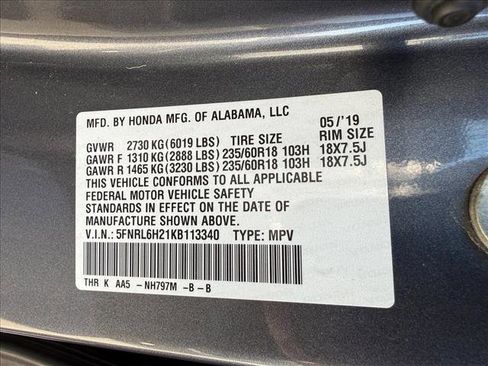 MFD. BY HONDA MFG. OF ALABAMA, LLC
05/'19
GVWR 2730 KG(6019 LBS) TIRE SIZE RIM SIZE
GAWR F 1310 KG(2888 LBS) 235/60R18 103H 18X7.5J
GAWR R 1465 KG(3230 LBS) 235/60R18 103H 18X7.5J
THIS VEHICLE CONFORMS TO ALL APPLICABLE
FEDERAL MOTOR VEHICLE SAFETY
STANDARDS IN EFFECT ON THE DATE OF
MANUFACTURE SHOWN ABOVE.
V.I.N.: 5FNRL6H21KB113340 TYPE: MPV
THR K AA5 - NH797M -B - B